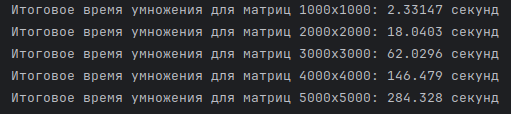 Итоговое время умножения для матриц 1000x1000: 2.33147 секунд
Итоговое время умножения для матриц 2000x2000: 18.0403 секунд
Итоговое время умножения для матриц 3000x3000: 62.0296 секунд
Итоговое время умножения для матриц 4000x4000: 146.479 секунд
Итоговое время умножения для матриц 5000x5000: 284.328 секунд